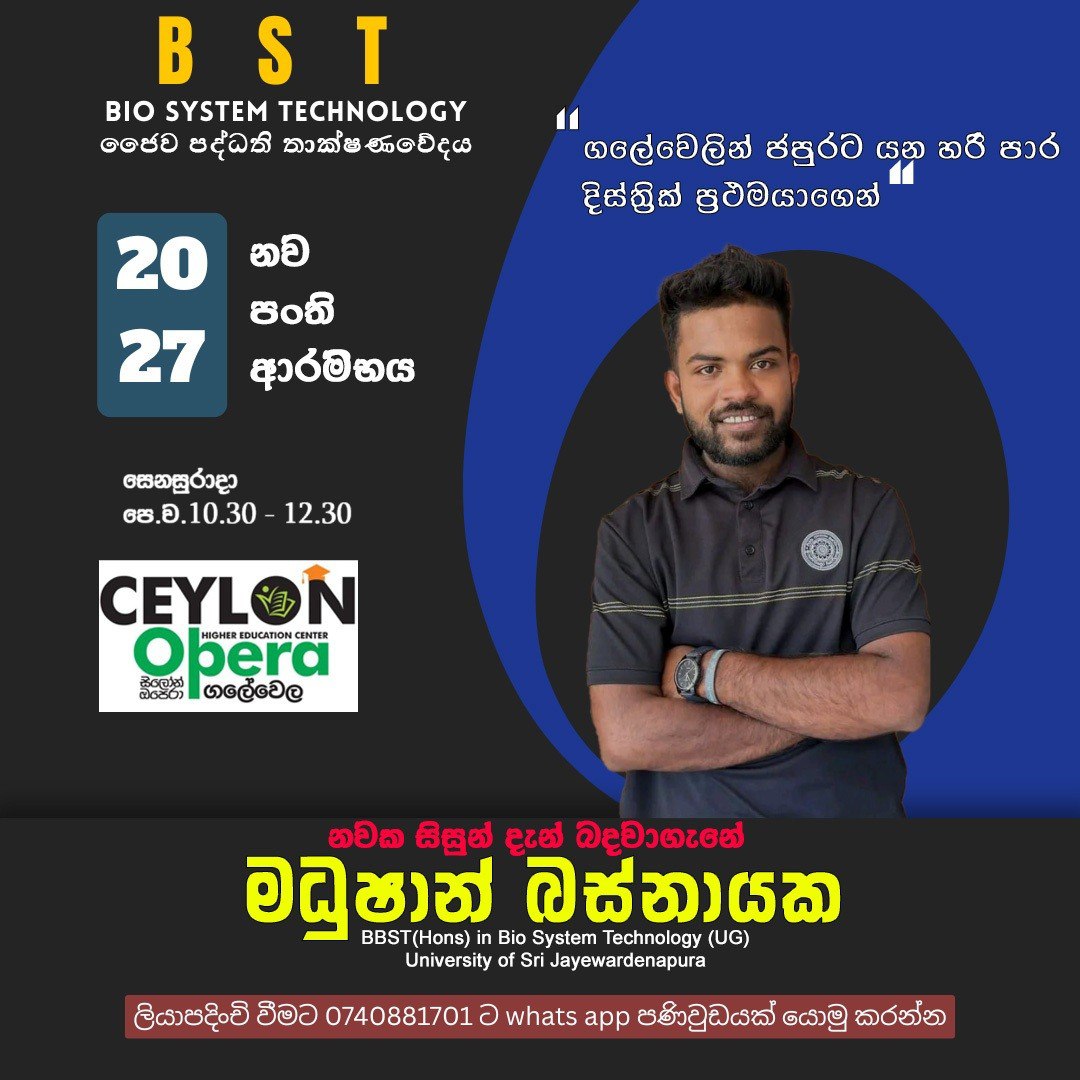 B S T
BIO SYSTEM TECHNOLOGY
ජෛව පද්ධති තාක්ෂණවේදය
" ගලේවෙලින් ජපුරට යන හරි පාර
දිස්ත්‍රික් ප්‍රථමයාගෙන් "
20
27
නව
පංති
ආරම්භය
සෙනසුරාදා
පෙ.ව.10.30 - 12.30
CEYLON
HIGHER EDUCATION CENTER
Opera
සිලෝන්
ඔපෙරා
ගලේවෙල
නවක සිසුන් දැන් බදවාගැනේ
මධුෂාන් බස්නායක
BBST(Hons) in Bio System Technology (UG)
University of Sri Jayewardenapura
ලියාපදිංචි වීමට 0740881701 ට whats app පණිවුඩයක් යොමු කරන්න